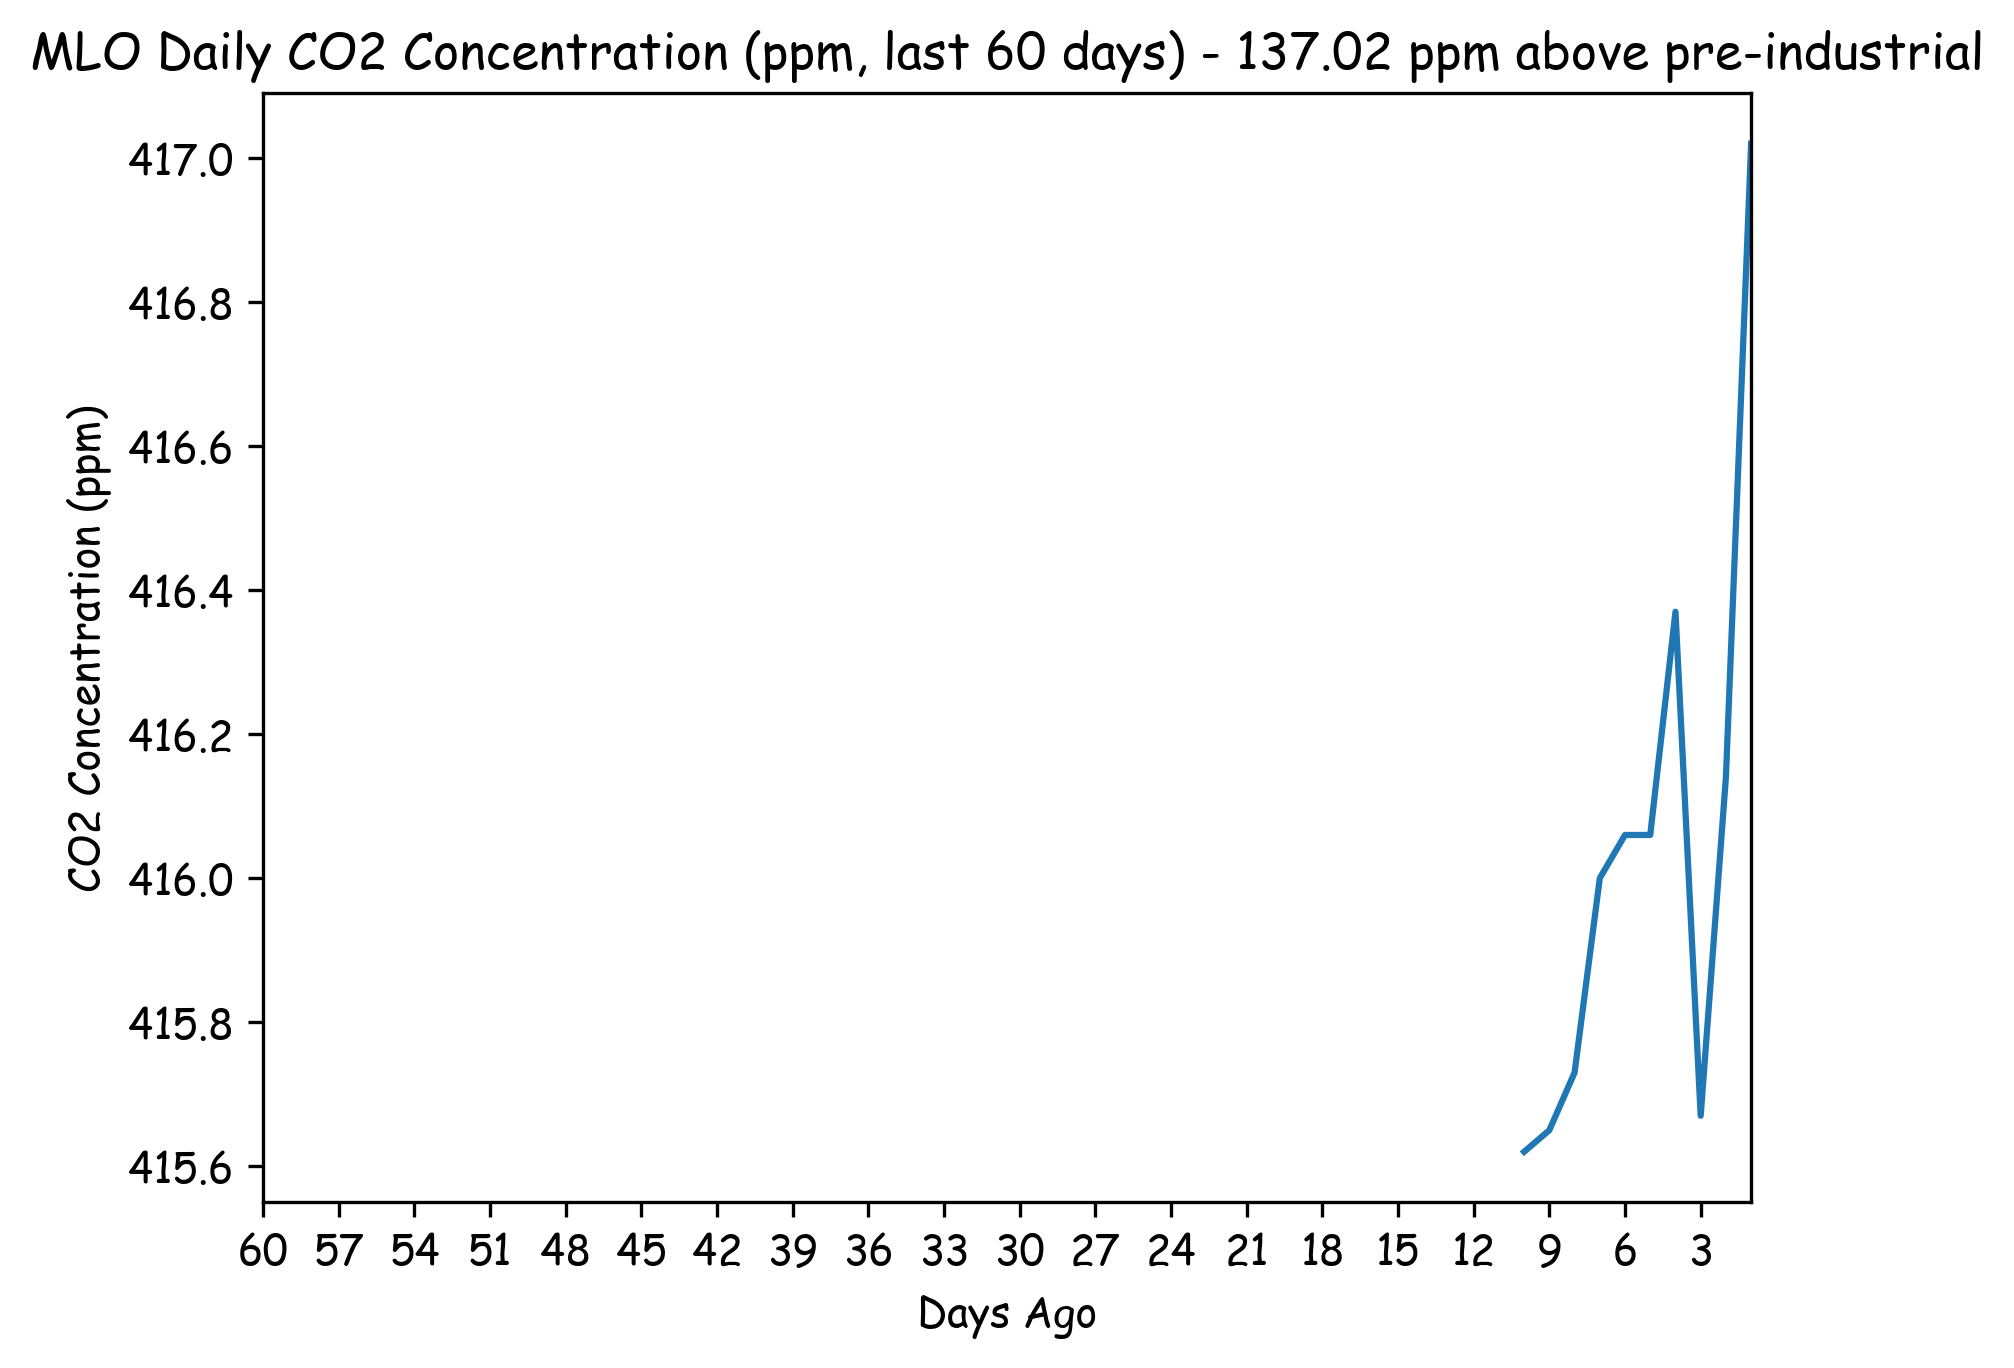 MLO Daily CO2 Concentration (ppm, last 60 days) - 137.02 ppm above pre-industrial
417.0
416.8
416.6
416.4
416.2
416.0
415.8
415.6
CO2 Concentration (ppm)
60 57 54 51 48 45 42 39 36 33 30 27 24 21 18 15 12 9 6 3
Days Ago